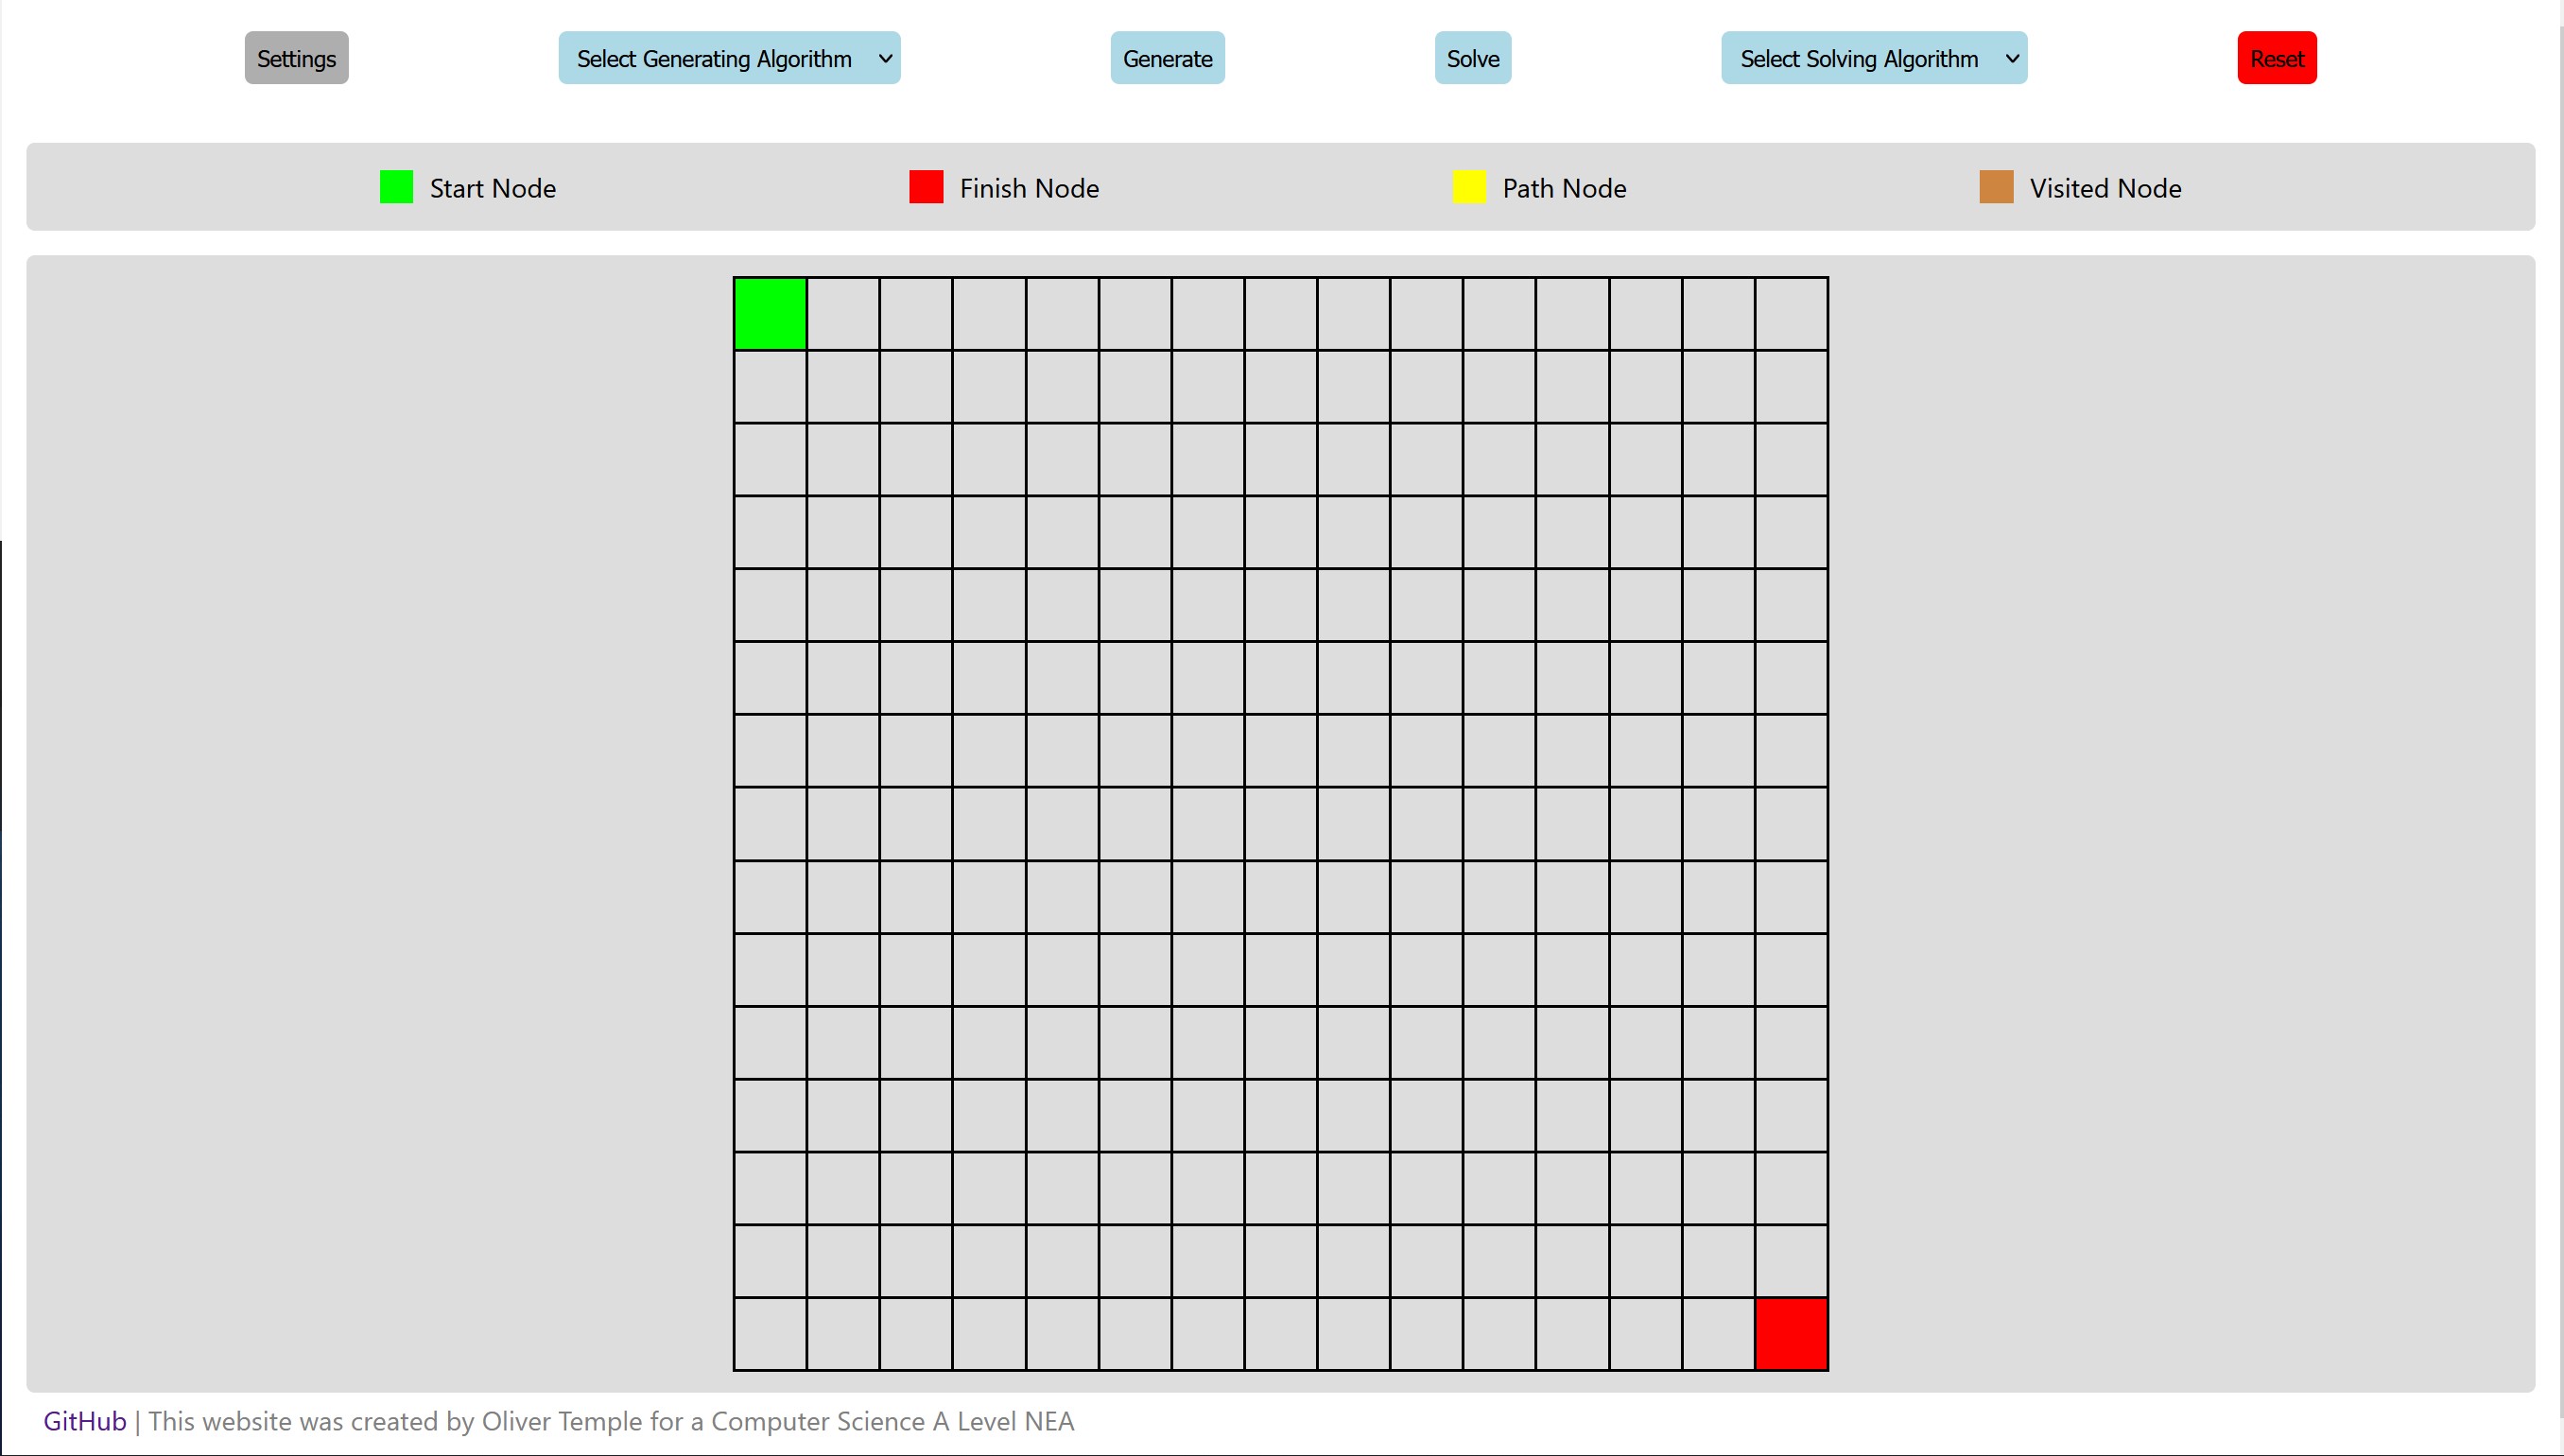 Settings
Select Generating Algorithm
Generate
Solve
Select Solving Algorithm
Reset
Start Node
Finish Node
Path Node
Visited Node
GitHub | This website was created by Oliver Temple for a Computer Science A Level NEA